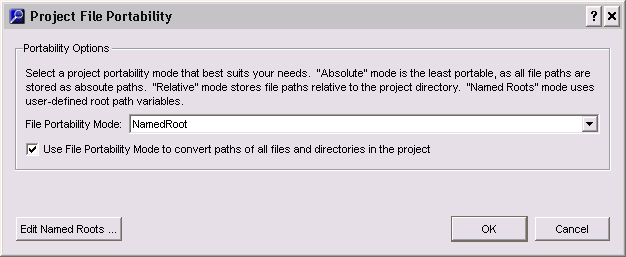 Project File Portability
Portability Options
Select a project portability mode that best suits your needs. "Absolute" mode is the least portable, as all file paths are
stored as absoute paths. "Relative" mode stores file paths relative to the project directory. "Named Roots" mode uses
user-defined root path variables.
File Portability Mode: NamedRoot
Use File Portability Mode to convert paths of all files and directories in the project
Edit Named Roots ... OK Cancel